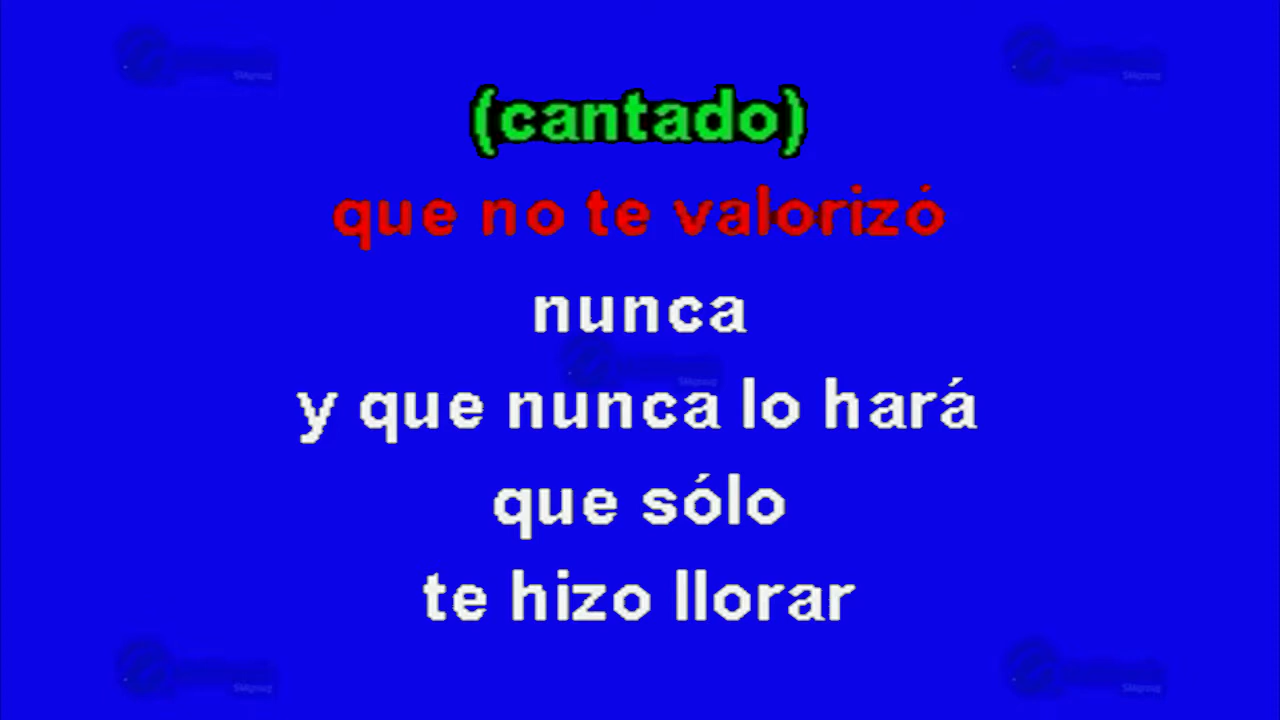 (cantado)
que no te valorizó
nunca
y que nunca lo hará
que sólo
te hizo llorar